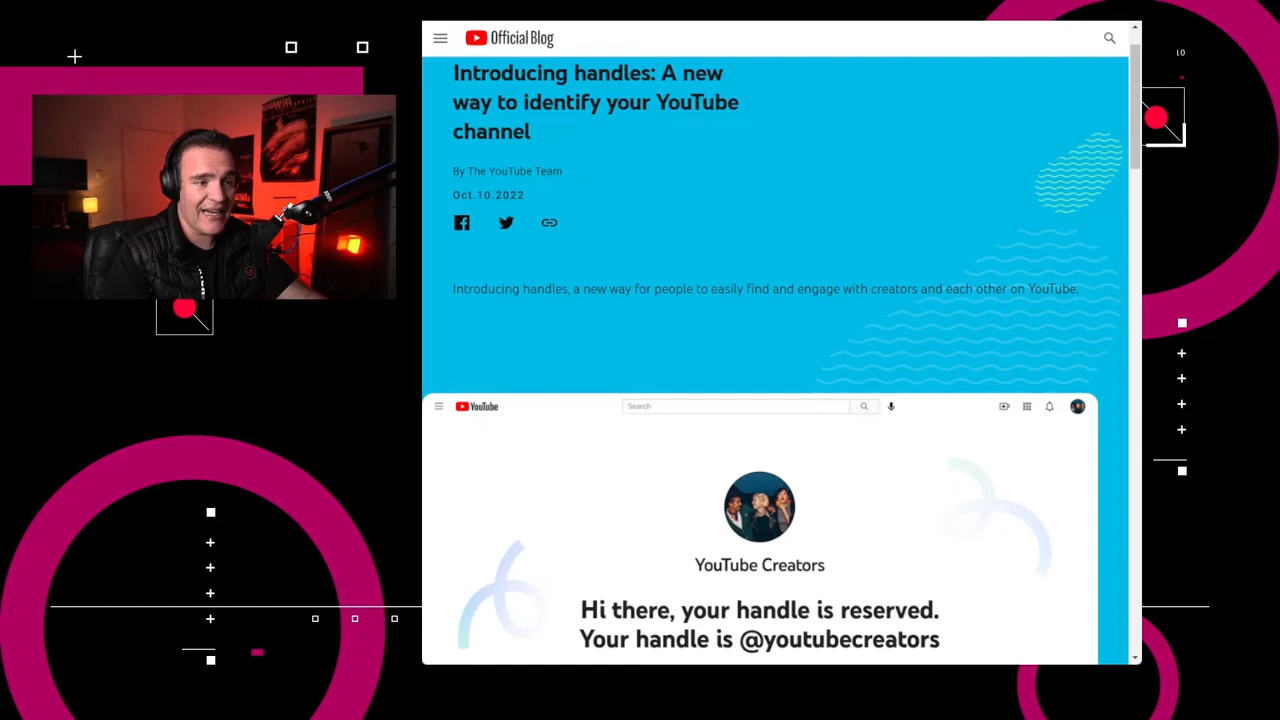 Official Blog
Introducing handles: A new
way to identify your YouTube
channel
By The YouTube Team
Oct.10.2022
Introducing handles, a new way for people to easily find and engage with creators and each other on YouTube.
YouTube
Search
YouTube Creators
Hi there, your handle is reserved.
Your handle is @youtubecreators